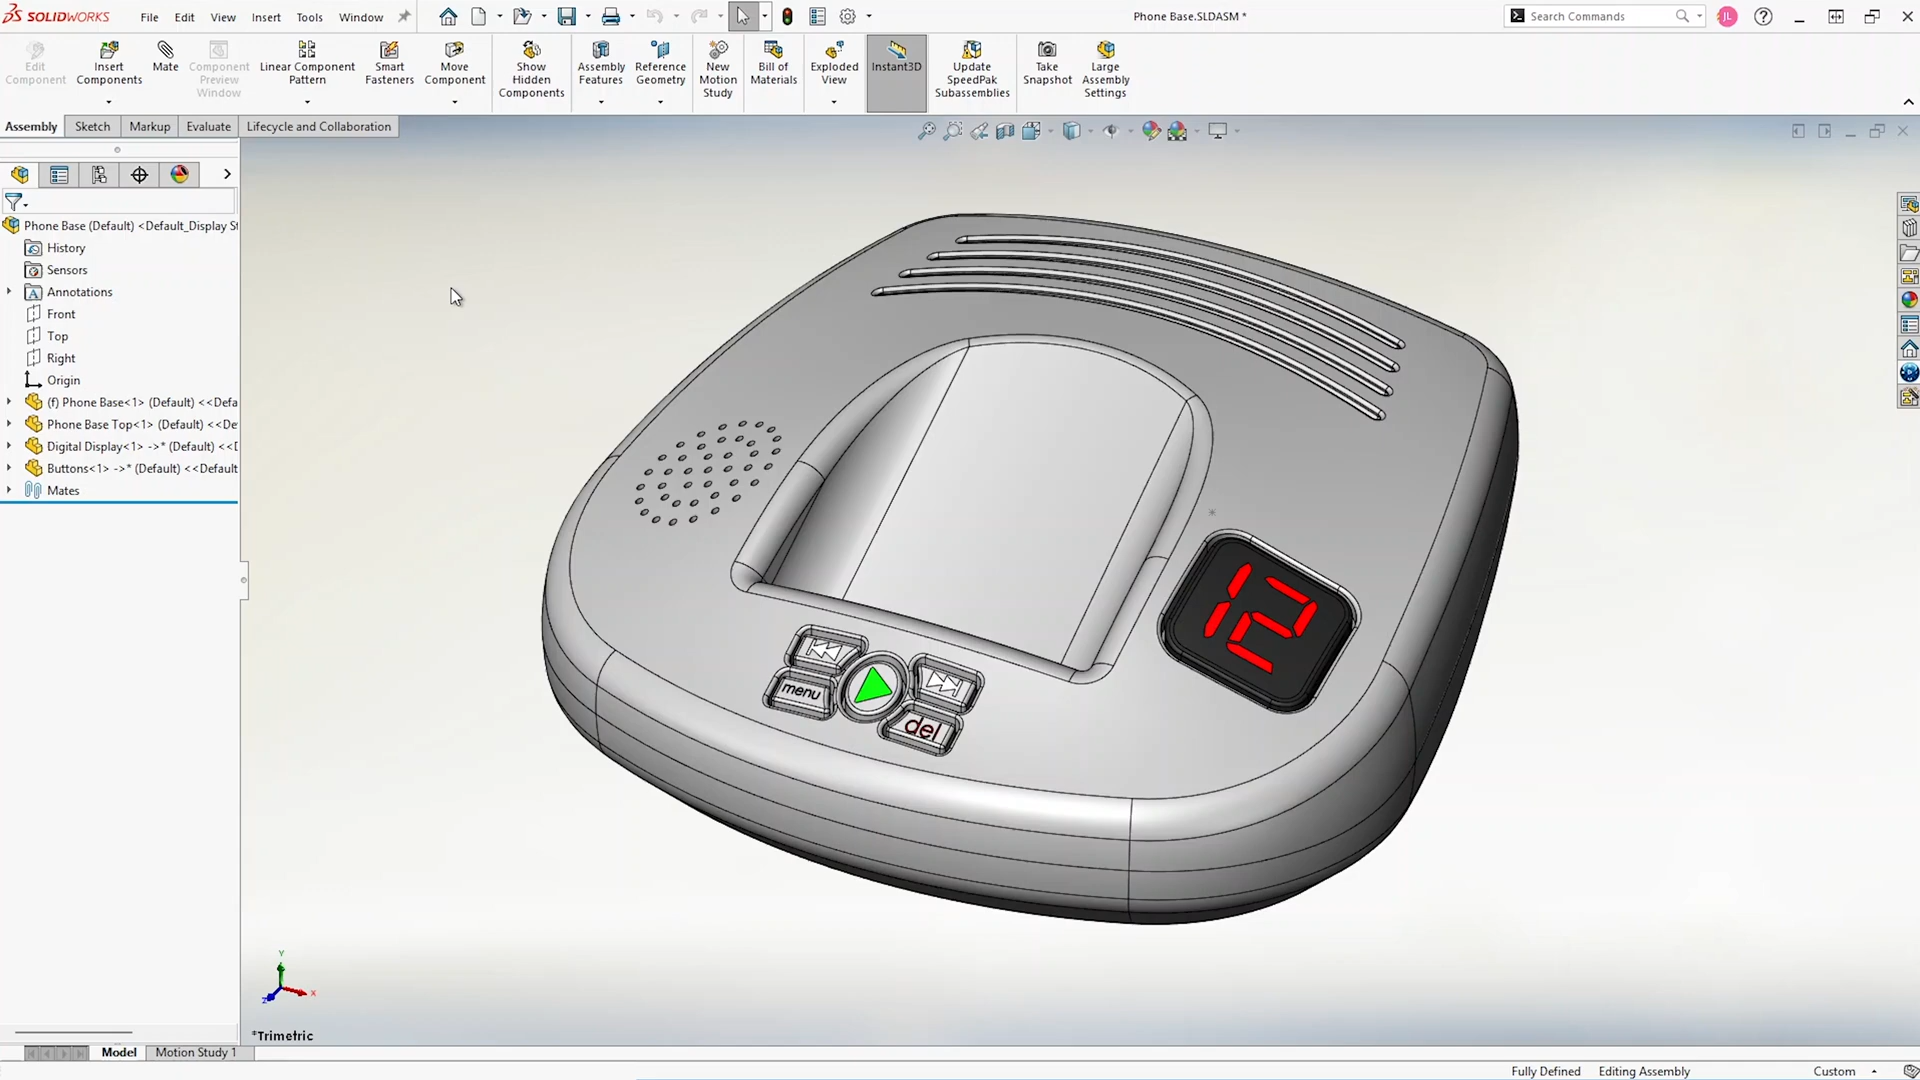 SOLIDWORKS File Edit View Insert Tools Window Phone Base.SLDASM * Search Commands JL
Edit Component
Insert Components
Mate
Component Preview Window
Linear Component Pattern
Smart Fasteners
Move Component
Show Hidden Components
Assembly Features
Reference Geometry
New Motion Study
Bill of Materials
Exploded View
Instant3D
Update SpeedPak Subassemblies
Take Snapshot
Large Assembly Settings
Assembly Sketch Markup Evaluate Lifecycle and Collaboration
Phone Base (Default) <Default_Display St
History
Sensors
Annotations
Front
Top
Right
Origin
(f) Phone Base<1> (Default) <<Defa
Phone Base Top<1> (Default) <<De
Digital Display<1> ->* (Default) <<D
Buttons<1> ->* (Default) <<Default
Mates
12
menu
del
Y
X
Z
*Trimetric
Model Motion Study 1
Fully Defined Editing Assembly Custom